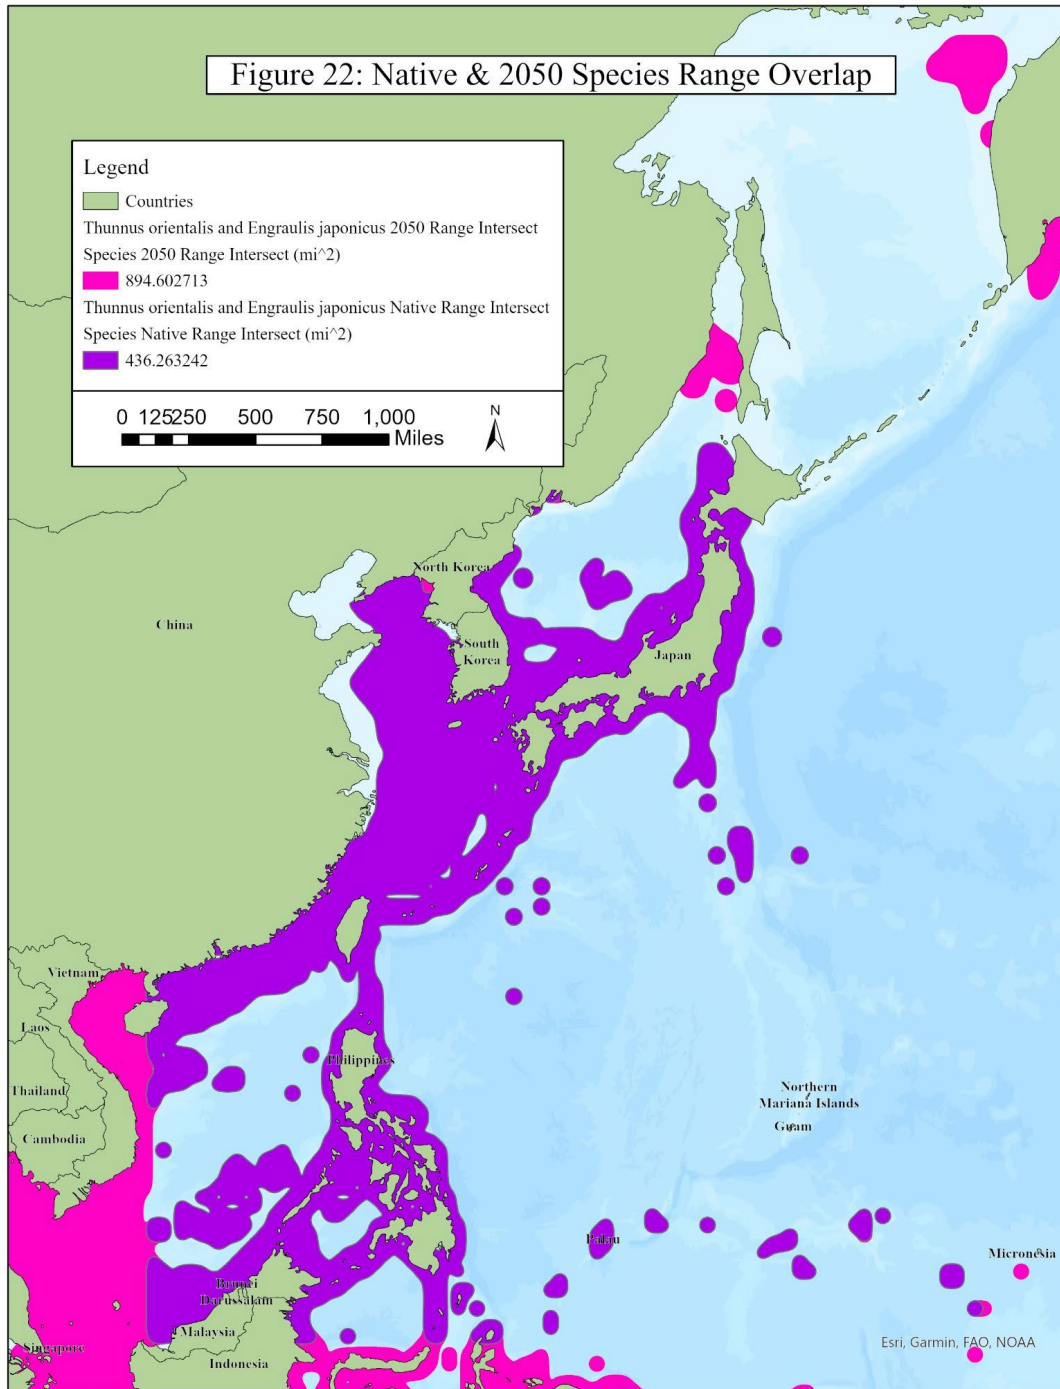 Figure 22: Native & 2050 Species Range Overlap
Legend
Countries
Thunnus orientalis and Engraulis japonicus 2050 Range Intersect
Species 2050 Range Intersect (mi^2)
894.602713
Thunnus orientalis and Engraulis japonicus Native Range Intersect
Species Native Range Intersect (mi^2)
436.263242
0 125250 500 750 1,000
Miles
N
North Korea
China
South
Korea
Japan
Vietnam
Laos
Philippines
Thailand
Northern
Mariana Islands
Guam
Cambodia
Palau
Micronesia
Brunei
Darussalam
Malaysia
Singapore
Indonesia
Esri, Garmin, FAO, NOAA